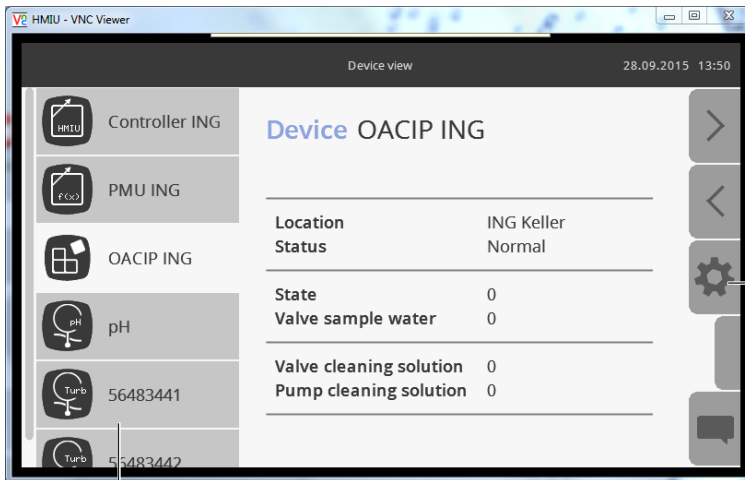 V2 HMIU - VNC Viewer
Device view
28.09.2015 13:50
HMIU
Controller ING
f(x)
PMU ING
OACIP ING
pH
pH
Turb
56483441
Turb
56483442
Device OACIP ING
Location ING Keller
Status Normal
State 0
Valve sample water 0
Valve cleaning solution 0
Pump cleaning solution 0